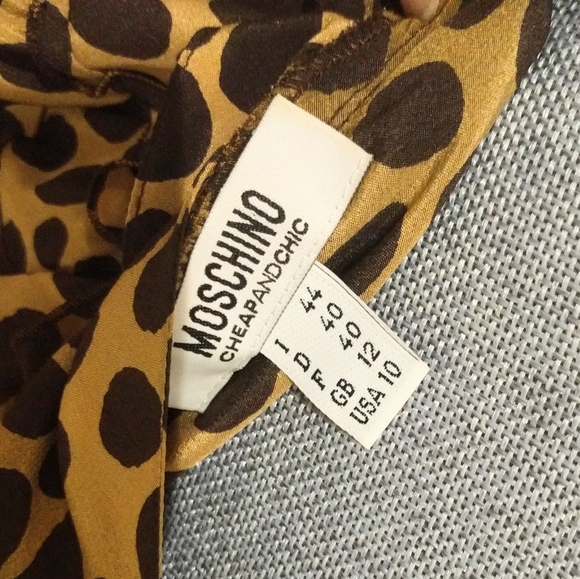 MOSCHINO
CHEAPANDCHIC
I 44
D 40
F 40
GB 12
USA 10